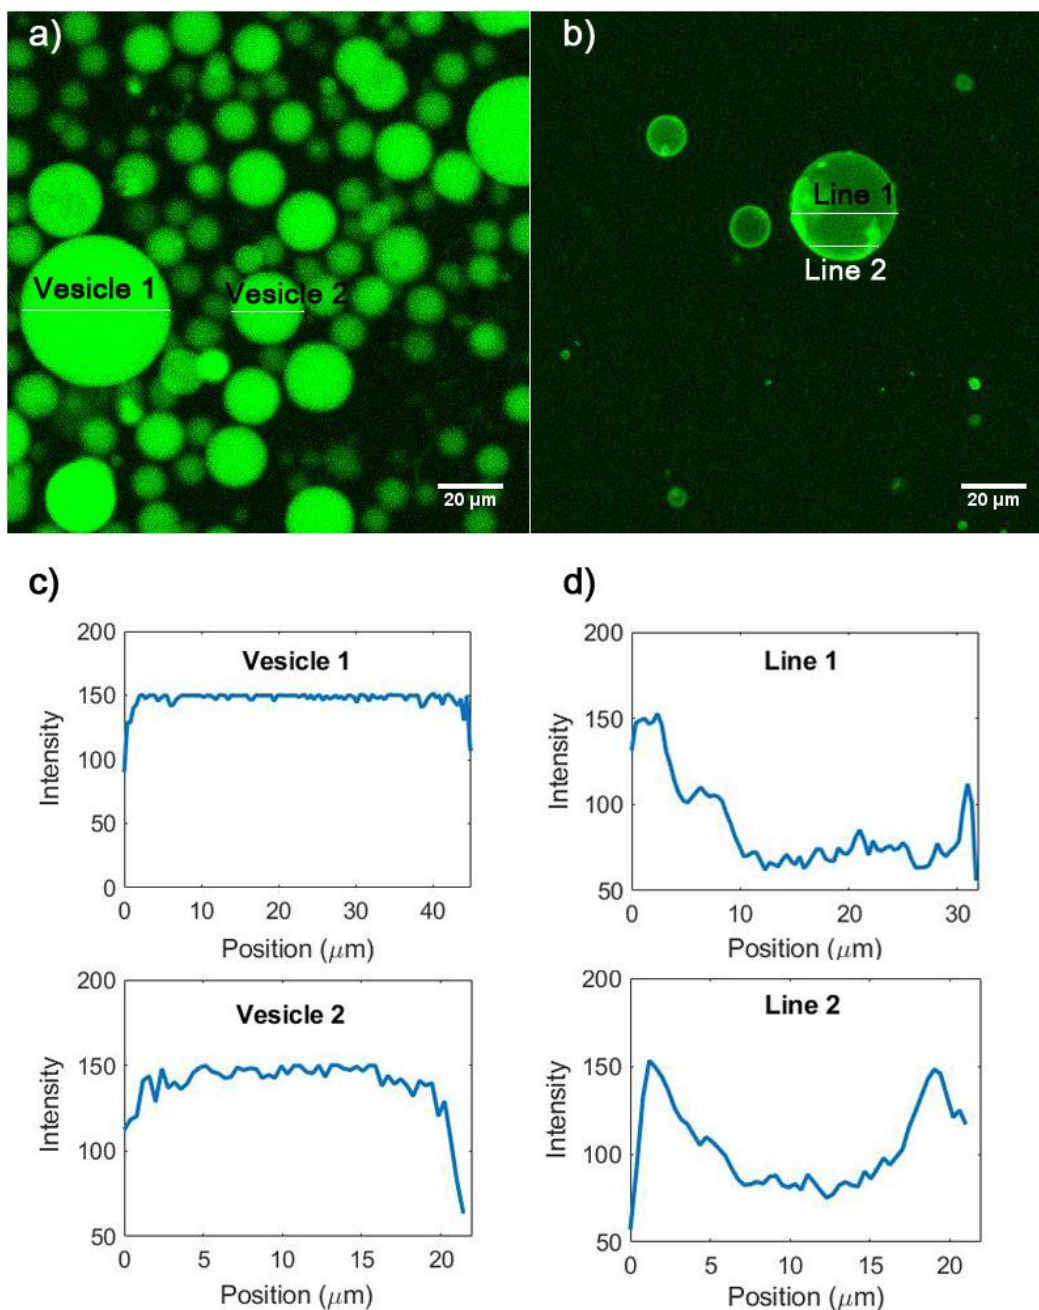 a)
b)
Vesicle 1
Vesicle 2
Line 1
Line 2
20 µm
20 µm
c)
d)
200
150
100
50
0
Intensity
Vesicle 1
0 10 20 30 40
Position (µm)
200
150
100
50
Intensity
Line 1
0 10 20 30
Position (µm)
200
150
100
50
Intensity
Vesicle 2
0 5 10 15 20
Position (µm)
200
150
100
50
Intensity
Line 2
0 5 10 15 20
Position (µm)